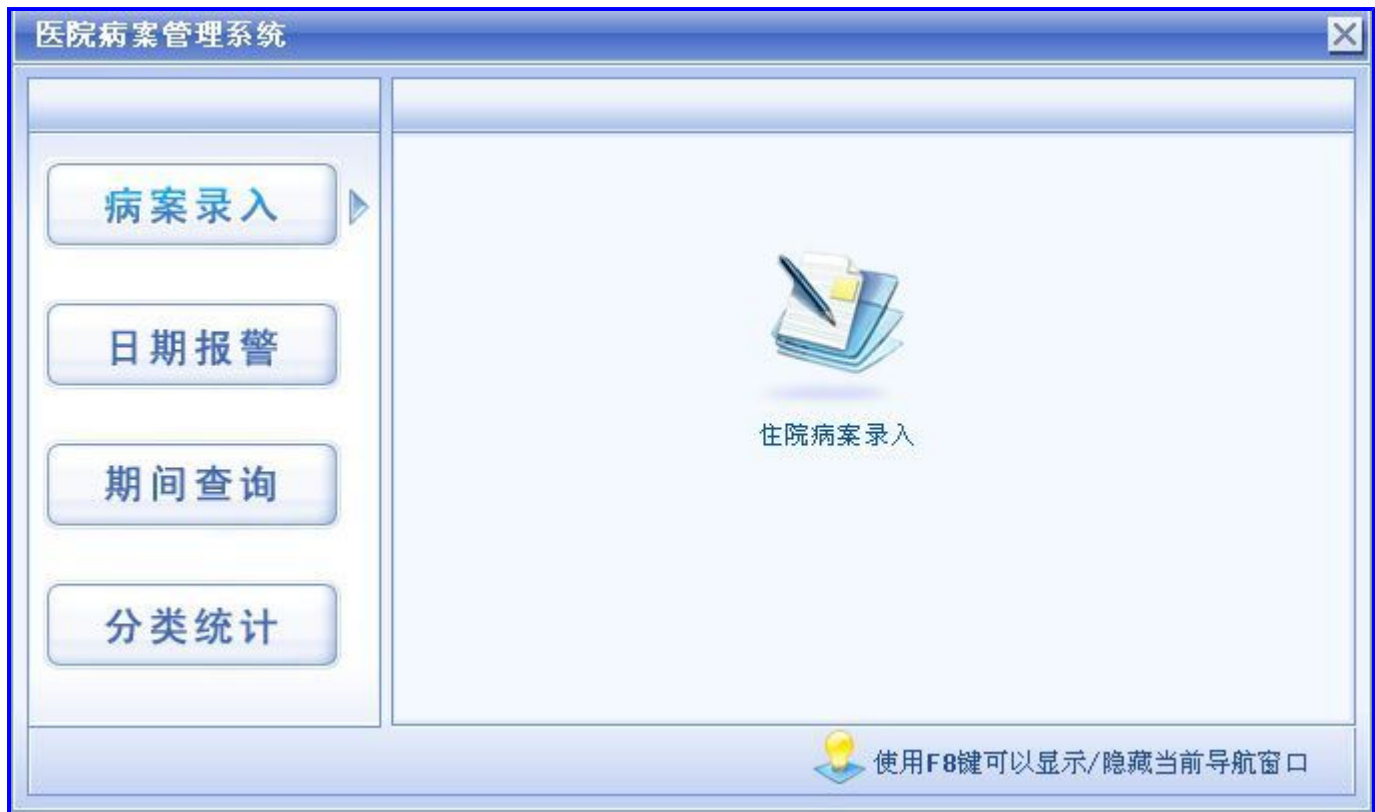 医院病案管理系统
病案录入
日期报警
期间查询
分类统计
住院病案录入
使用F8键可以显示/隐藏当前导航窗口